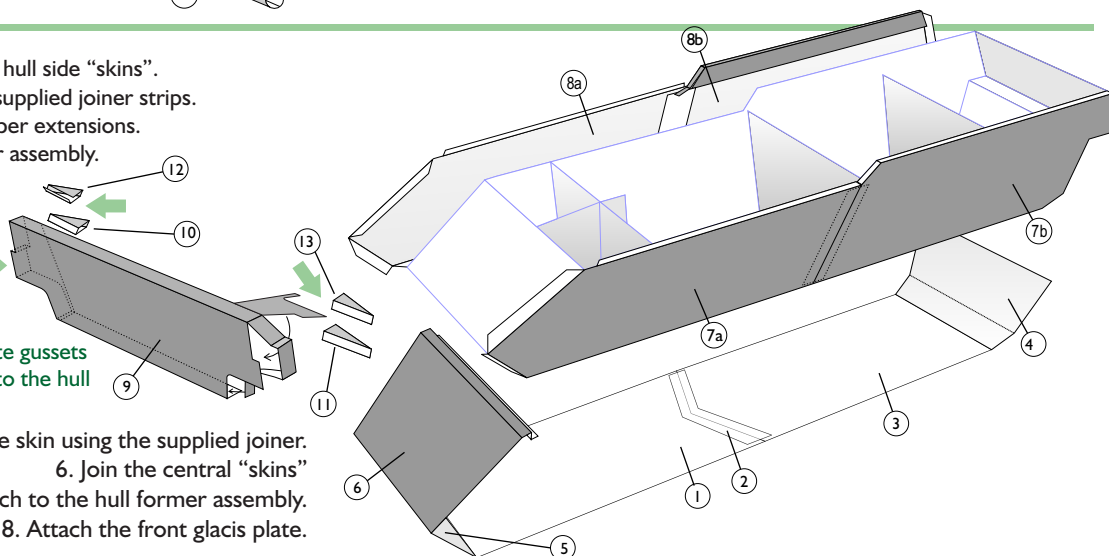 hull side “skins”.
supplied joiner strips.
per extensions.
r assembly.
8b
8a
12
10
13
7b
7a
4
te gussets
to the hull
9
11
3
e skin using the supplied joiner.
6. Join the central “skins”
ch to the hull former assembly.
8. Attach the front glacis plate.
6
1
2
5